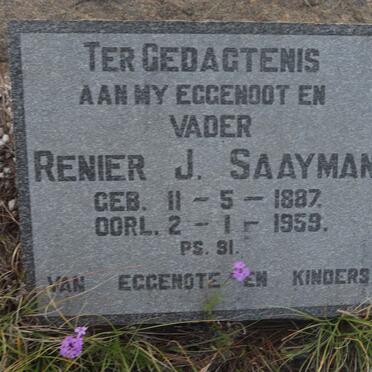 TER GEDAGTENIS
AAN MY EGGENOOT EN
VADER
RENIER J. SAAYMAN
GEB. 11-5-1887.
OORL. 2-1-1959.
PS. 91.
VAN EGGENOTE EN KINDERS